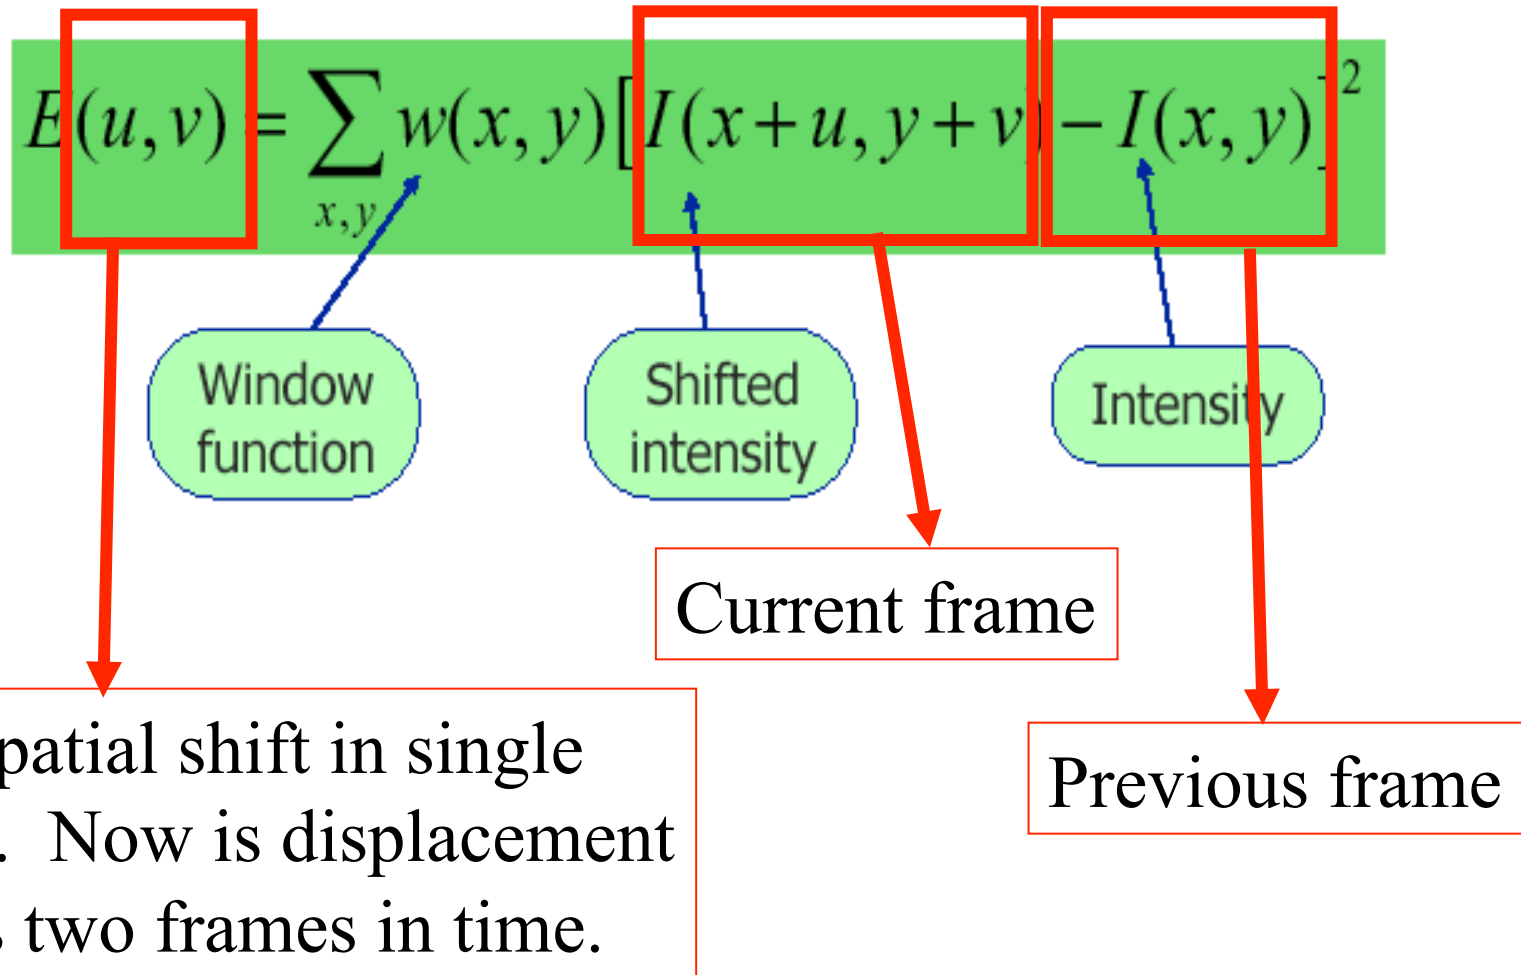 E(u,v) = ∑ w(x,y)[I(x+u,y+v) − I(x,y)]²
x,y
Window
function
Shifted
intensity
Intensity
Current frame
patial shift in single
. Now is displacement
s two frames in time.
Previous frame